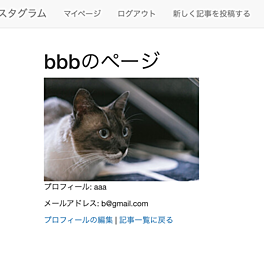 スタグラム マイページ ログアウト 新しく記事を投稿する
bbbのページ
プロフィール: aaa
メールアドレス: b@gmail.com
プロフィールの編集 | 記事一覧に戻る